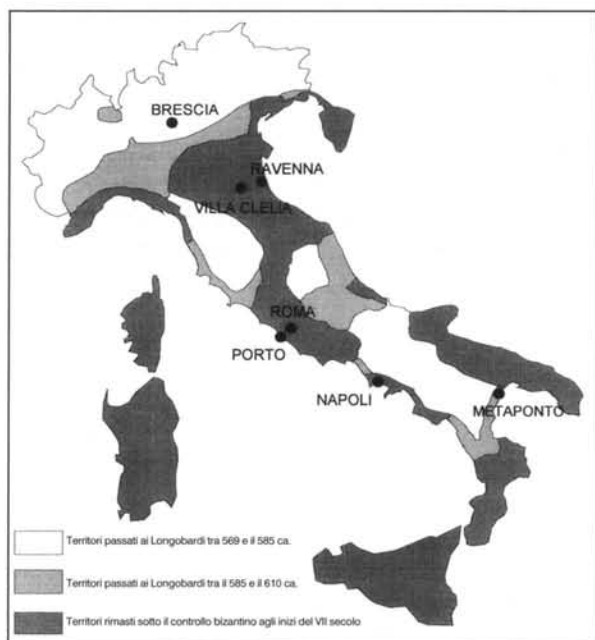 BRESCIA
RAVENNA
VILLA CLELIA
ROMA
PORTO
NAPOLI
METAPONTO
Territori passati ai Longobardi tra 569 e il 585 ca.
Territori passati ai Longobardi tra il 585 e il 610 ca.
Territori rimasti sotto il controllo bizantino agli inizi del VII secolo